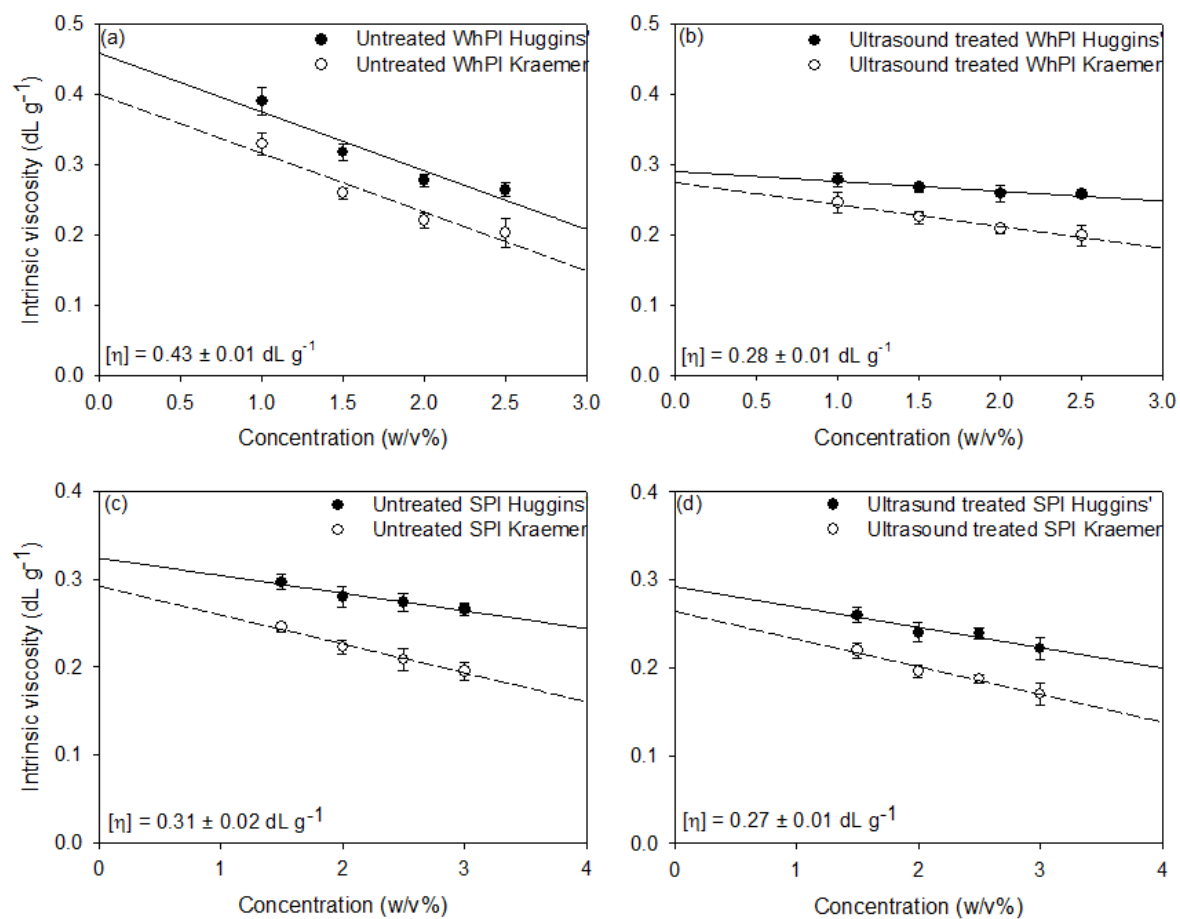 (a)
Untreated WhPI Huggins'
Untreated WhPI Kraemer
0.5
0.4
0.3
0.2
0.1
0.0
Intrinsic viscosity (dL g⁻¹)
[η] = 0.43 ± 0.01 dL g⁻¹
0.0 0.5 1.0 1.5 2.0 2.5 3.0
Concentration (w/v%)
(b)
Ultrasound treated WhPI Huggins'
Ultrasound treated WhPI Kraemer
0.5
0.4
0.3
0.2
0.1
0.0
[η] = 0.28 ± 0.01 dL g⁻¹
0.0 0.5 1.0 1.5 2.0 2.5 3.0
Concentration (w/v%)
(c)
Untreated SPI Huggins'
Untreated SPI Kraemer
0.4
0.3
0.2
0.1
0.0
Intrinsic viscosity (dL g⁻¹)
[η] = 0.31 ± 0.02 dL g⁻¹
0 1 2 3 4
Concentration (w/v%)
(d)
Ultrasound treated SPI Huggins'
Ultrasound treated SPI Kraemer
0.4
0.3
0.2
0.1
0.0
[η] = 0.27 ± 0.01 dL g⁻¹
0 1 2 3 4
Concentration (w/v%)